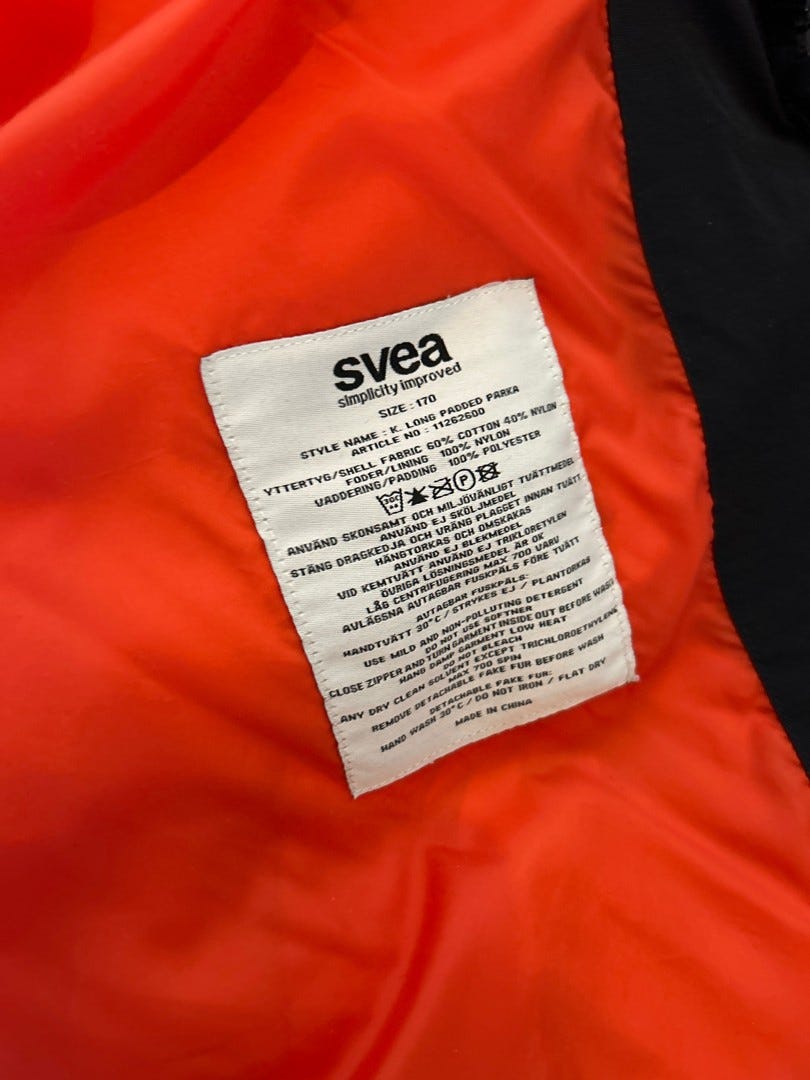 svea
simplicity improved
SIZE : 170
STYLE NAME : K. LONG PADDED PARKA
ARTICLE NO : 11262600
YTTERTYG/SHELL FABRIC 60% COTTON 40% NYLON
FODER/LINING 100% NYLON
VADDERING/PADDING 100% POLYESTER
ANVÄND SKONSAMT OCH MILJÖVÄNLIGT TVÄTTMEDEL
ANVÄND EJ SKÖLJMEDEL
STÄNG DRAGKEDJA OCH VRÄNG PLAGGET INNAN TVÄTT
HÄNGTORKAS OCH OMSKAKAS
ANVÄND EJ BLEKMEDEL
VID KEMTVÄTT ANVÄND EJ TRIKLORETYLEN
ÖVRIGA LÖSNINGSMEDEL ÄR OK
LÅG CENTRIFUGERING MAX 700 VARV
AVLÄGSNA AVTAGBAR FUSKPÄLS FÖRE TVÄTT
AVTAGBAR FUSKPÄLS:
HANDTVÄTT 30°C / STRYKES EJ / PLANTORKAS
USE MILD AND NON-POLLUTING DETERGENT
DO NOT USE SOFTNER
CLOSE ZIPPER AND TURN GARMENT INSIDE OUT BEFORE WASH
HANG DAMP GARMENT LOW HEAT
DO NOT BLEACH
ANY DRY CLEAN SOLVENT EXCEPT TRICHLOROETHYLENE
MAX 700 SPIN
REMOVE DETACHABLE FAKE FUR BEFORE WASH
DETACHABLE FAKE FUR:
HAND WASH 30°C / DO NOT IRON / FLAT DRY
MADE IN CHINA